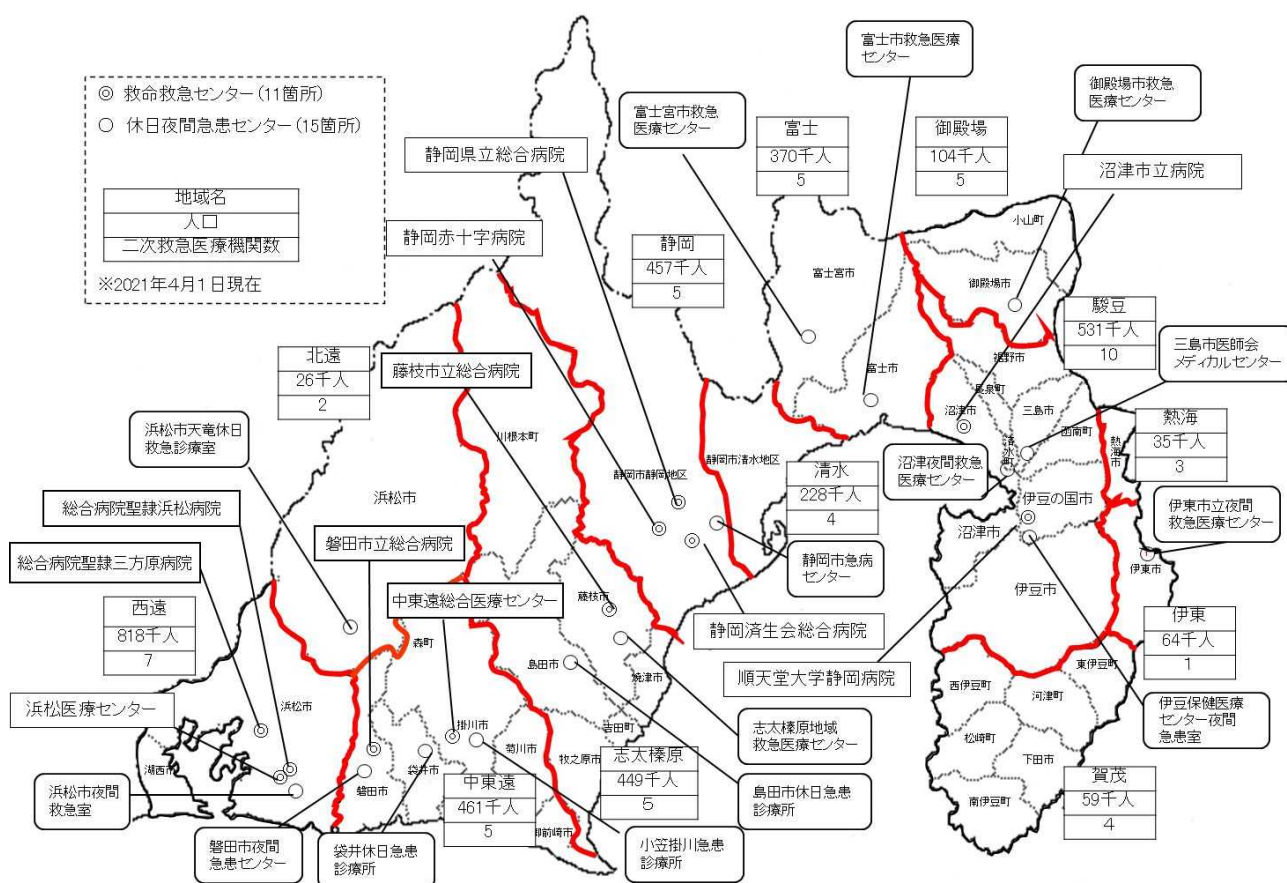 ◎ 救命救急センター(11箇所)
○ 休日夜間急患センター(15箇所)
地域名
人口
二次救急医療機関数
※2021年4月1日現在
富士市救急医療
センター
御殿場市救急
医療センター
富士宮市救急
医療センター
静岡県立総合病院
富士
370千人
5
御殿場
104千人
5
沼津市立病院
静岡赤十字病院
静岡
457千人
5
小山町
富士宮市
御殿場市
駿豆
531千人
10
三島市医師会
メディカルセンター
北遠
26千人
2
藤枝市立総合病院
裾野市
長泉町
富士市
沼津市
三島市
函南町
清水町
熱海市
熱海
35千人
3
浜松市天竜休日
救急診療室
川根本町
静岡市静岡地区
静岡市清水地区
清水
228千人
4
沼津夜間救急
医療センター
浜松市
伊豆の国市
伊東市立夜間
救急医療センター
総合病院聖隷浜松病院
沼津市
磐田市立総合病院
静岡市急病
センター
総合病院聖隷三方原病院
伊東市
伊豆市
中東遠総合医療センター
藤枝市
西遠
818千人
7
静岡済生会総合病院
伊東
64千人
1
森町
島田市
焼津市
順天堂大学静岡病院
東伊豆町
西伊豆町
河津町
浜松医療センター
浜松市
掛川市
吉田町
志太榛原地域
救急医療センター
伊豆保健医療
センター夜間
急患室
松崎町
下田市
湖西市
菊川市
牧之原市
志太榛原
449千人
5
袋井市
磐田市
中東遠
461千人
5
浜松市夜間
救急室
島田市休日急患
診療所
賀茂
59千人
4
南伊豆町
御前崎市
磐田市夜間
急患センター
袋井休日急患
診療所
小笠掛川急患
診療所